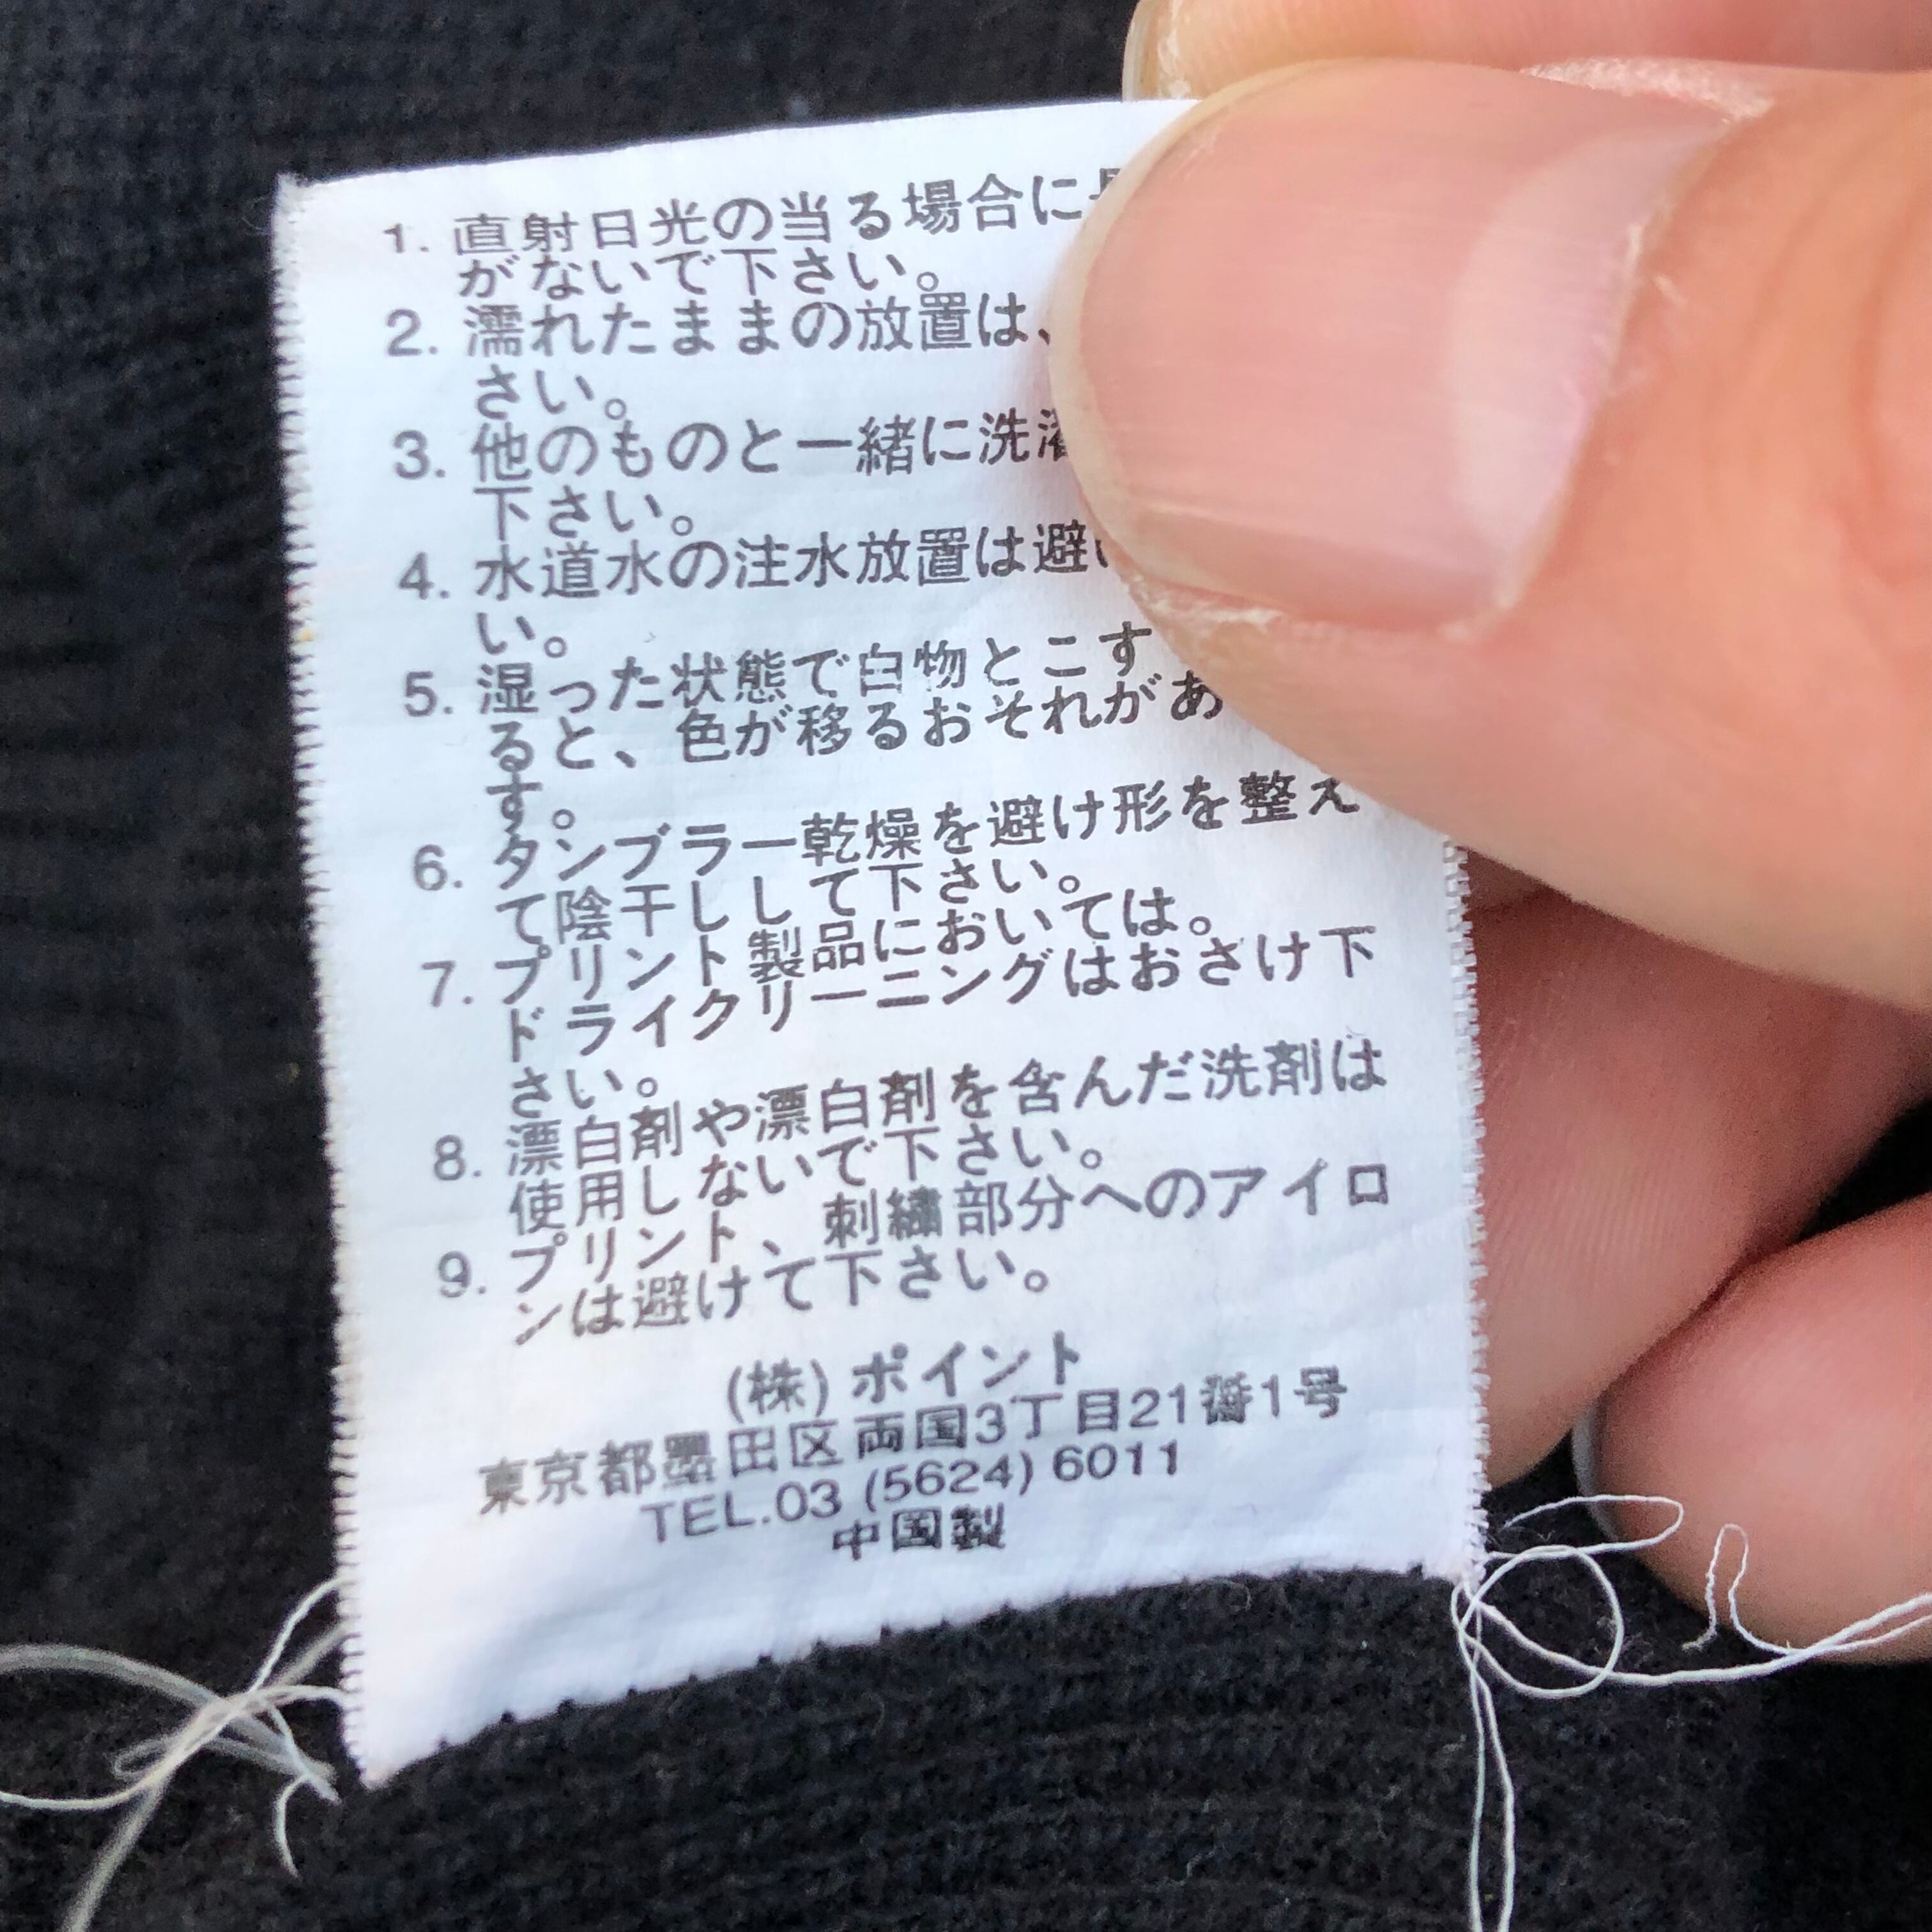 1. 直射日光の当る場合に
がないで下さい。
2. 濡れたままの放置は、
さい。
3. 他のものと一緒に洗濯
下さい。
4. 水道水の注水放置は避け
い。
5. 湿った状態で白物とこす
ると、色が移るおそれがあ
す。
6. タンブラー乾燥を避け形を整え
て陰干しして下さい。
7. プリント製品においては。
ドライクリーニングはおさけ下
さい。
8. 漂白剤や漂白剤を含んだ洗剤は
使用しないで下さい。
9. プリント、刺繍部分へのアイロ
ンは避けて下さい。
(株) ポイント
東京都墨田区両国3丁目21番1号
TEL.03 (5624) 6011
中国製